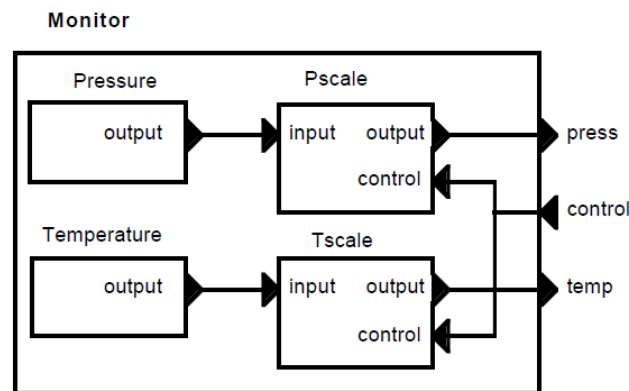 Monitor
Pressure
Pscale
output
input output
press
control
control
Temperature
Tscale
output
input output
temp
control